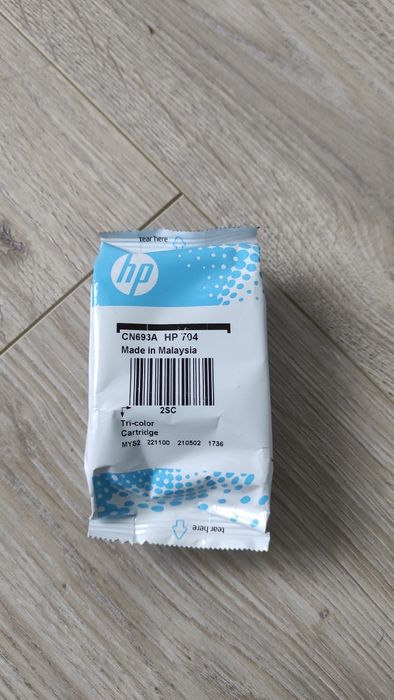 tear here
hp
CN693A HP 704
Made in Malaysia
2SC
Tri-color
Cartridge
MYS2 221100 210502 1736
tear here